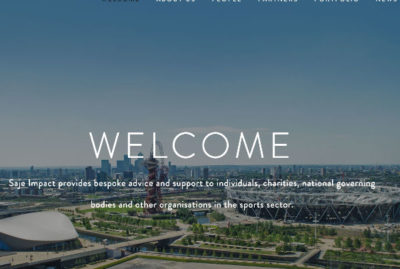 WELCOME ABOUT US PEOPLE PARTNERS PORTFOLIO NEWS
WELCOME
Saje Impact provides bespoke advice and support to individuals, charities, national governing
bodies and other organisations in the sports sector.